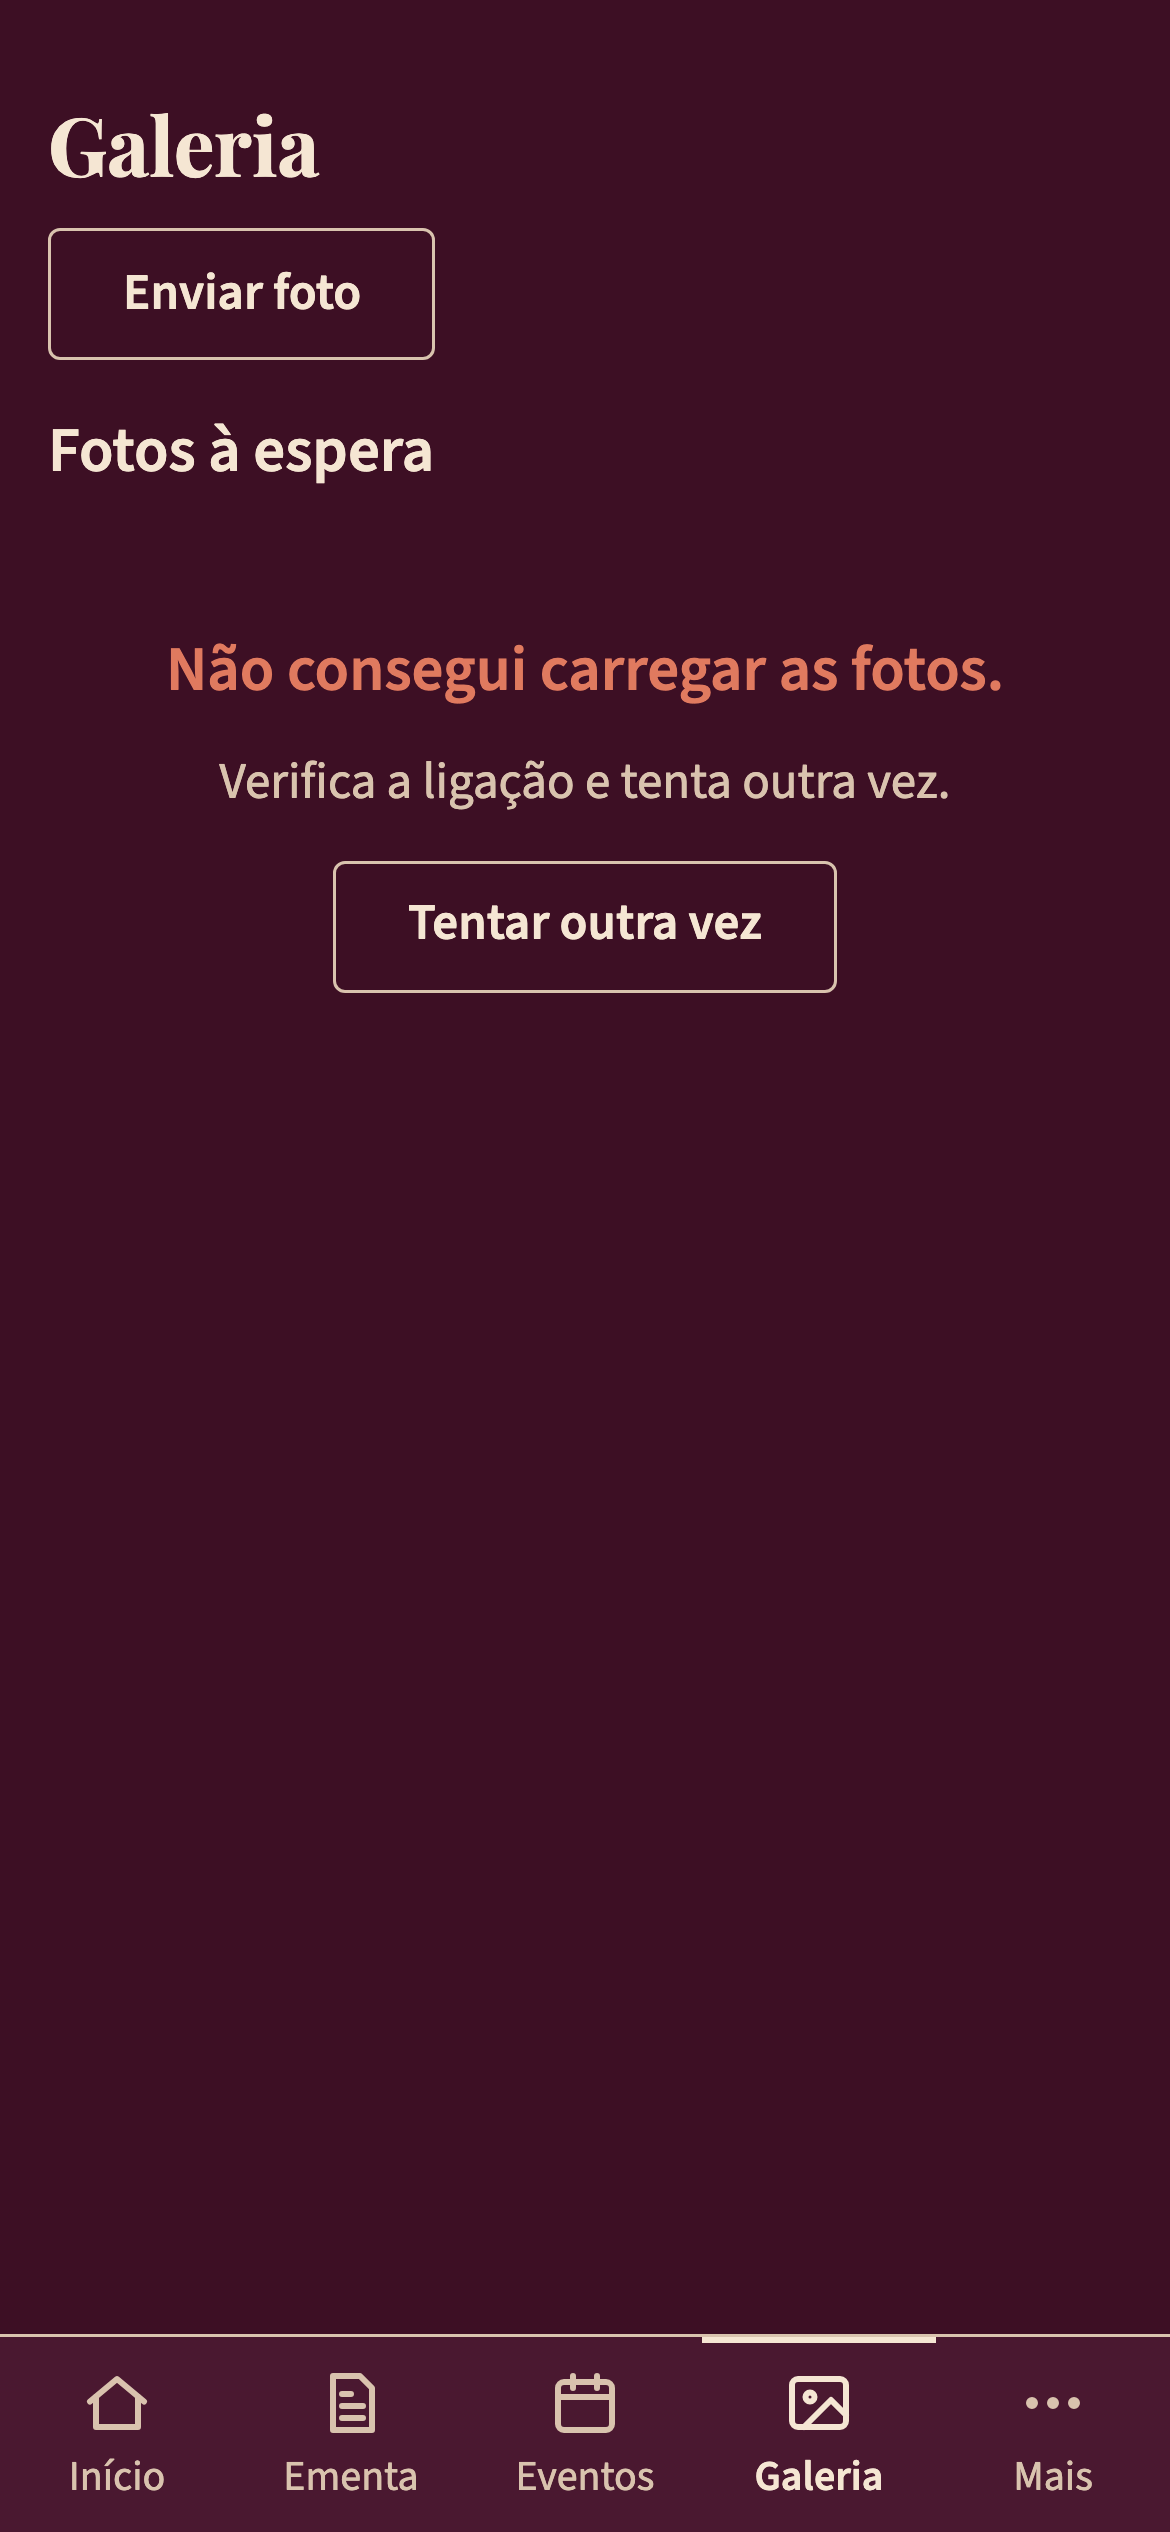 Galeria
Enviar foto
Fotos à espera
Não consegui carregar as fotos.
Verifica a ligação e tenta outra vez.
Tentar outra vez
Início
Ementa
Eventos
Galeria
Mais